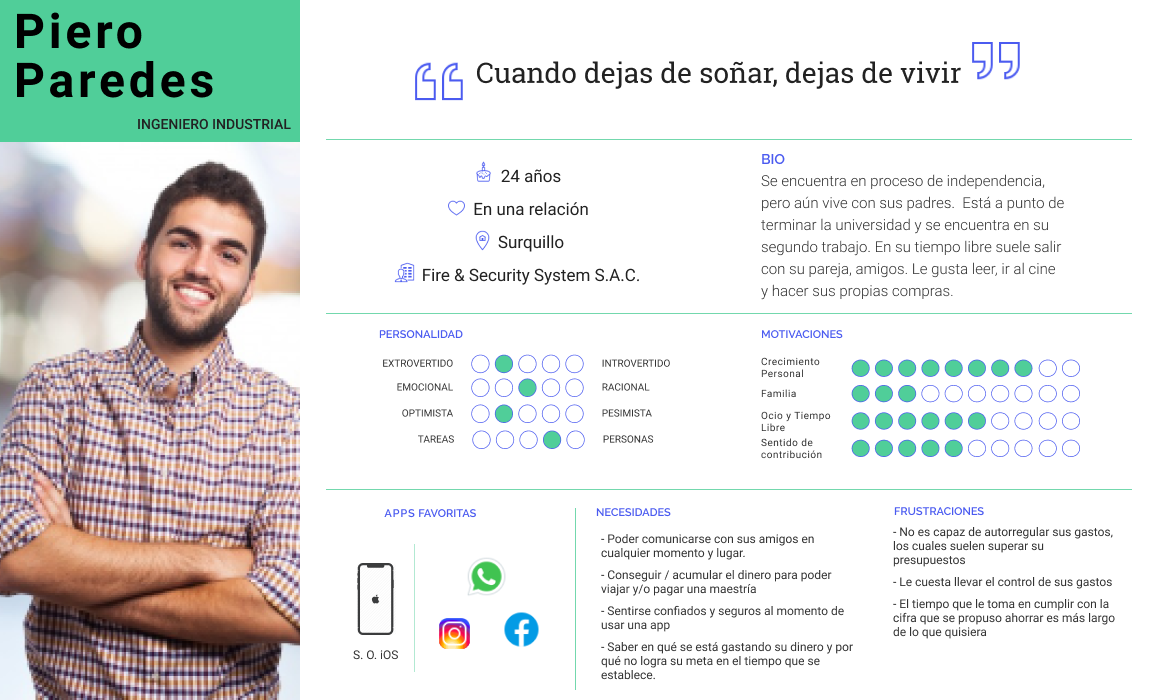 Piero
Paredes
INGENIERO INDUSTRIAL
Cuando dejas de soñar, dejas de vivir
24 años
En una relación
Surquillo
Fire & Security System S.A.C.
BIO
Se encuentra en proceso de independencia,
pero aún vive con sus padres.  Está a punto de
terminar la universidad y se encuentra en su
segundo trabajo. En su tiempo libre suele salir
con su pareja, amigos. Le gusta leer, ir al cine
y hacer sus propias compras.
PERSONALIDAD
EXTROVERTIDO INTROVERTIDO
EMOCIONAL RACIONAL
OPTIMISTA PESIMISTA
TAREAS PERSONAS
MOTIVACIONES
Crecimiento
Personal
Familia
Ocio y Tiempo
Libre
Sentido de
contribución
APPS FAVORITAS
S. O. iOS
NECESIDADES
- Poder comunicarse con sus amigos en
cualquier momento y lugar.
- Conseguir / acumular el dinero para poder
viajar y/o pagar una maestría
- Sentirse confiados y seguros al momento de
usar una app
- Saber en qué se está gastando su dinero y por
qué no logra su meta en el tiempo que se
establece.
FRUSTRACIONES
- No es capaz de autorregular sus gastos,
los cuales suelen superar su
presupuestos
- Le cuesta llevar el control de sus gastos
- El tiempo que le toma en cumplir con la
cifra que se propuso ahorrar es más largo
de lo que quisiera